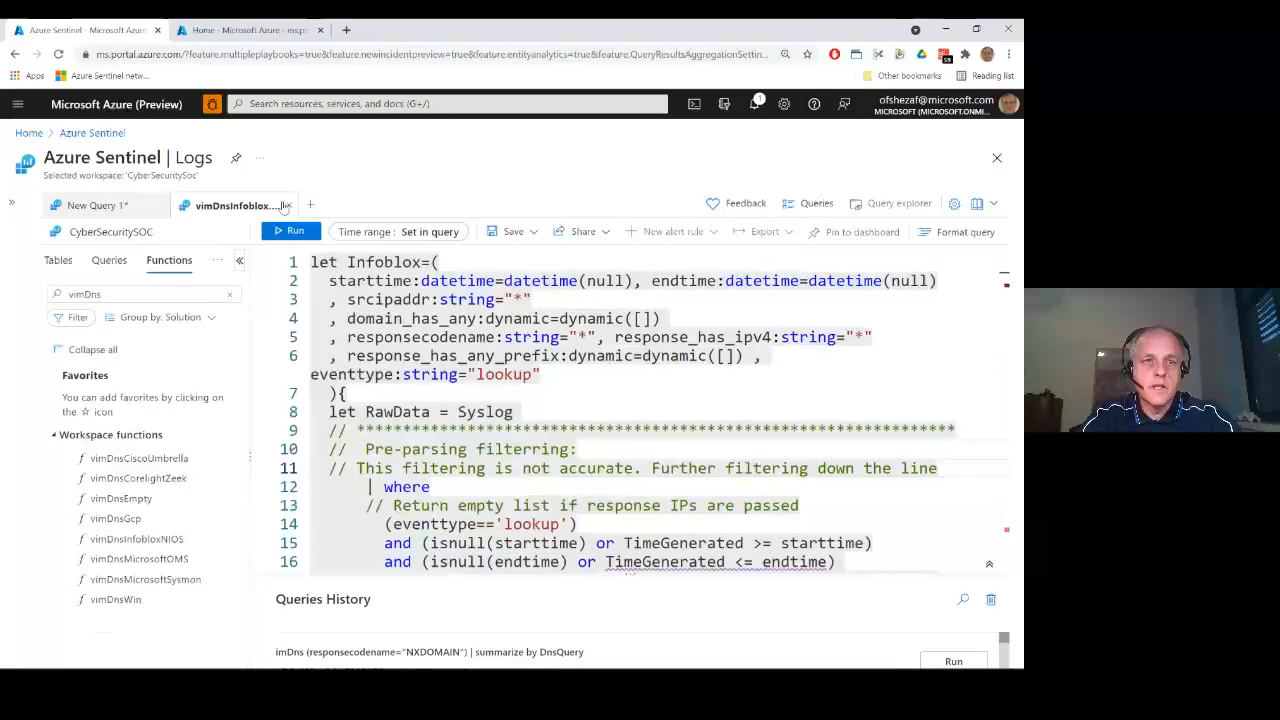 Azure Sentinel - Microsoft Azure
Home - Microsoft Azure - ms.p
ms.portal.azure.com/?feature.multipleplaybooks=true&feature.newincidentpreview=true&feature.entityanalytics=true&feature.QueryResultsAggregationSettin...
59
Apps
Azure Sentinel netw...
Other bookmarks
Reading list
Microsoft Azure (Preview)
Search resources, services, and docs (G+/)
1
ofshezaf@microsoft.com
MICROSOFT (MICROSOFT.ONMI...
Home > Azure Sentinel
Azure Sentinel | Logs
Selected workspace: 'CyberSecuritySoc'
New Query 1*
vimDnsInfoblox....
Feedback
Queries
Query explorer
CyberSecuritySOC
Run
Time range : Set in query
Save
Share
New alert rule
Export
Pin to dashboard
Format query
Tables
Queries
Functions
...
vimDns
Filter
Group by: Solution
Collapse all
Favorites
You can add favorites by clicking on
the ☆ icon
Workspace functions
f vimDnsCiscoUmbrella
f vimDnsCorelightZeek
f vimDnsEmpty
f vimDnsGcp
f vimDnsInfobloxNIOS
f vimDnsMicrosoftOMS
f vimDnsMicrosoftSysmon
f vimDnsWin
1 let Infoblox=(
2 starttime:datetime=datetime(null), endtime:datetime=datetime(null)
3 , srcipaddr:string="*"
4 , domain_has_any:dynamic=dynamic([])
5 , responsecodename:string="*", response_has_ipv4:string="*"
6 , response_has_any_prefix:dynamic=dynamic([]) ,
eventtype:string="lookup"
7 ){
8 let RawData = Syslog
9 // *****************************************************************
10 // Pre-parsing filterring:
11 // This filtering is not accurate. Further filtering down the line
12 | where
13 // Return empty list if response IPs are passed
14 (eventtype=='lookup')
15 and (isnull(starttime) or TimeGenerated >= starttime)
16 and (isnull(endtime) or TimeGenerated <= endtime)
Queries History
imDns (responsecodename="NXDOMAIN") | summarize by DnsQuery
Run